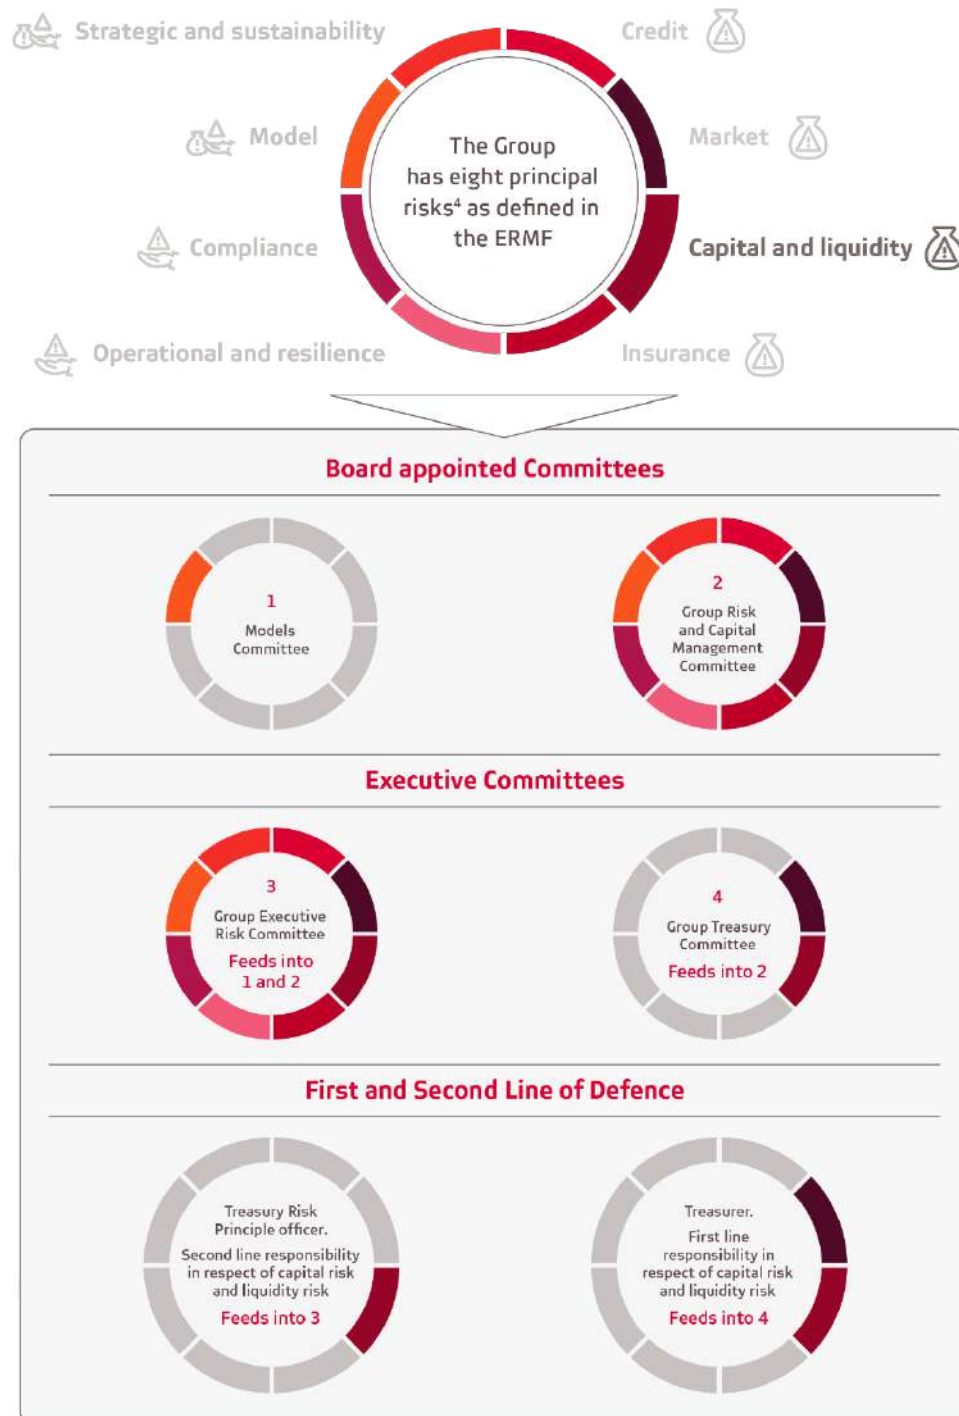 Strategic and sustainability
Credit
Model
Market
The Group
has eight principal
risks⁴ as defined in
the ERMF
Compliance
Capital and liquidity
Operational and resilience
Insurance
Board appointed Committees
1
Models
Committee
2
Group Risk
and Capital
Management
Committee
Executive Committees
3
Group Executive
Risk Committee
Feeds into
1 and 2
4
Group Treasury
Committee
Feeds into 2
First and Second Line of Defence
Treasury Risk
Principle officer.
Second line responsibility
in respect of capital risk
and liquidity risk
Feeds into 3
Treasurer.
First line
responsibility in
respect of capital risk
and liquidity risk
Feeds into 4